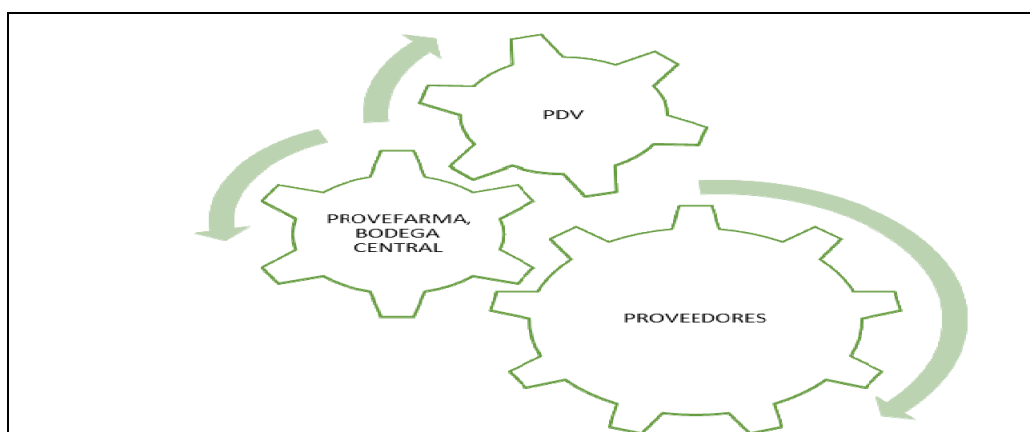 PDV
PROVEFARMA,
BODEGA
CENTRAL
PROVEEDORES